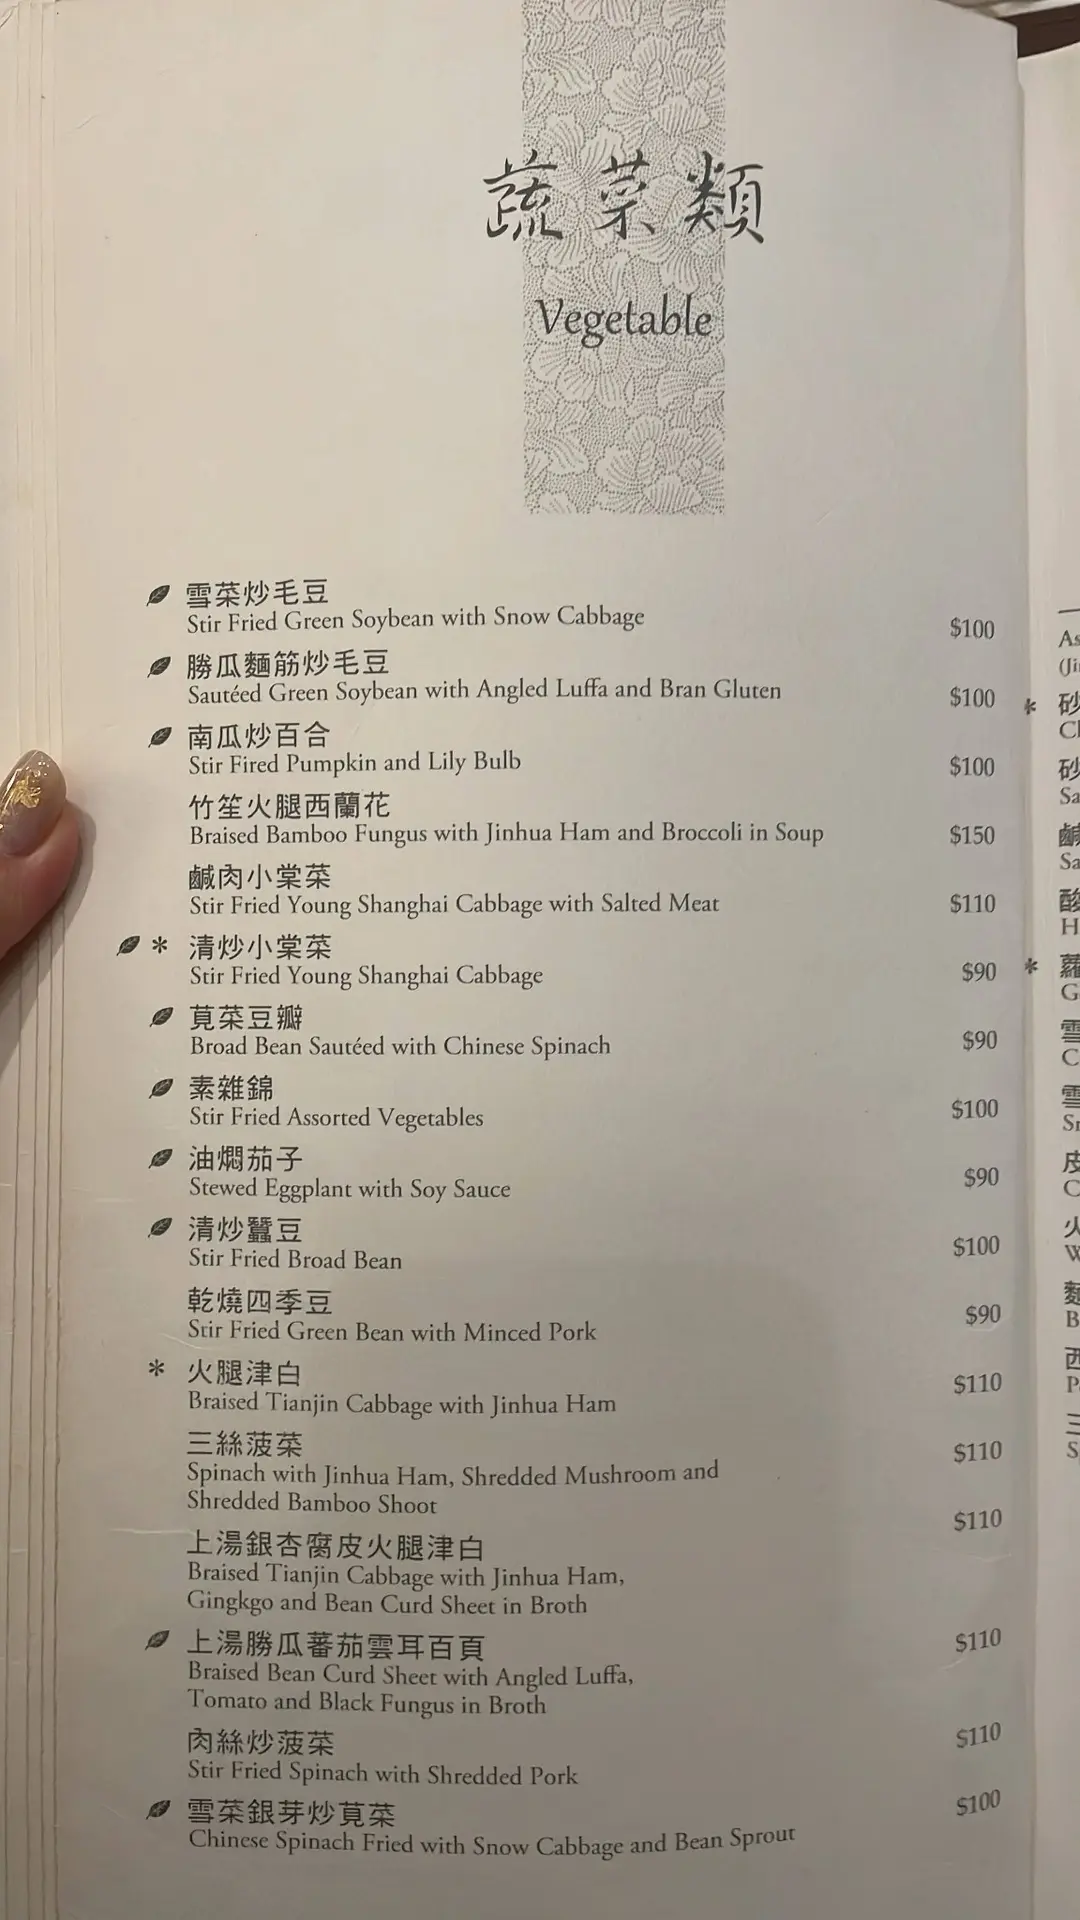 蔬菜類
Vegetable
雪菜炒毛豆
Stir Fried Green Soybean with Snow Cabbage
$100
勝瓜麵筋炒毛豆
Sautéed Green Soybean with Angled Luffa and Bran Gluten
$100
南瓜炒百合
Stir Fired Pumpkin and Lily Bulb
$100
竹笙火腿西蘭花
Braised Bamboo Fungus with Jinhua Ham and Broccoli in Soup
$150
鹹肉小棠菜
Stir Fried Young Shanghai Cabbage with Salted Meat
$110
* 清炒小棠菜
Stir Fried Young Shanghai Cabbage
$90
莧菜豆瓣
Broad Bean Sautéed with Chinese Spinach
$90
素雜錦
Stir Fried Assorted Vegetables
$100
油燜茄子
Stewed Eggplant with Soy Sauce
$90
清炒蠶豆
Stir Fried Broad Bean
$100
乾燒四季豆
Stir Fried Green Bean with Minced Pork
$90
* 火腿津白
Braised Tianjin Cabbage with Jinhua Ham
$110
三絲菠菜
Spinach with Jinhua Ham, Shredded Mushroom and
Shredded Bamboo Shoot
$110
上湯銀杏腐皮火腿津白
Braised Tianjin Cabbage with Jinhua Ham,
Gingkgo and Bean Curd Sheet in Broth
$110
上湯勝瓜蕃茄雲耳百頁
Braised Bean Curd Sheet with Angled Luffa,
Tomato and Black Fungus in Broth
$110
肉絲炒菠菜
Stir Fried Spinach with Shredded Pork
$110
雪菜銀芽炒莧菜
Chinese Spinach Fried with Snow Cabbage and Bean Sprout
$100